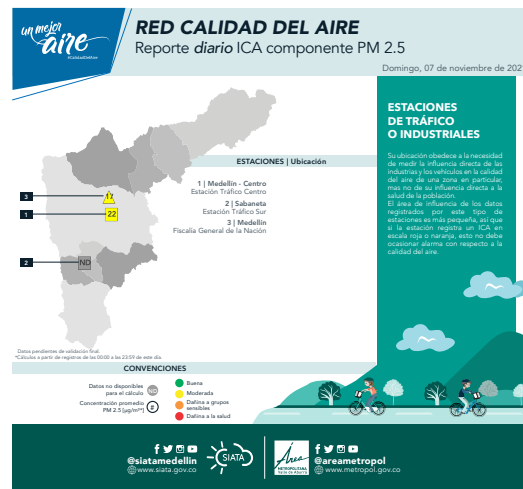 un mejor
aire
#CalidadDelAire
RED CALIDAD DEL AIRE
Reporte diario ICA componente PM 2.5
Domingo, 07 de noviembre de 202
ESTACIONES
DE TRÁFICO
O INDUSTRIALES
Su ubicación obedece a la necesidad
de medir la influencia directa de las
industrias y los vehículos en la calidad
del aire de una zona en particular,
mas no de su influencia directa a la
salud de la población.
El área de influencia de los datos
registrados por este tipo de
estaciones es más pequeña, así que
si la estación registra un ICA en
escala roja o naranja, esto no debe
ocasionar alarma con respecto a la
calidad del aire.
ESTACIONES | Ubicación
1 | Medellín - Centro
Estación Tráfico Centro
2 | Sabaneta
Estación Tráfico Sur
3 | Medellín
Fiscalía General de la Nación
3
17
1
22
2
ND
Datos pendientes de validación final.
*Cálculos a partir de registros de las 00:00 a las 23:59 de este día.
CONVENCIONES
Datos no disponibles
para el cálculo
ND
Concentración promedio
PM 2.5 [µg/m³*]
#
Buena
Moderada
Dañina a grupos
sensibles
Dañina a la salud
@siatamedellin
www.siata.gov.co
SIATA
Área
METROPOLITANA
Valle de Aburrá
@areametropol
www.metropol.gov.co